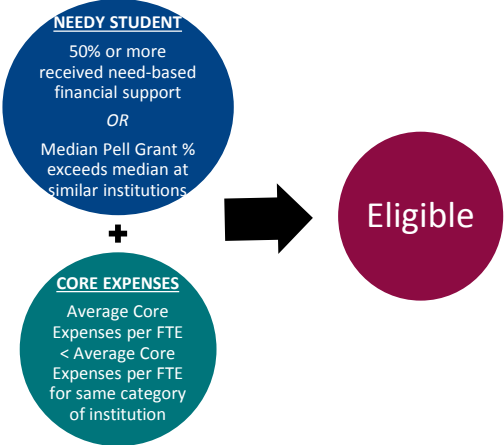 NEEDY STUDENT
50% or more
received need-based
financial support
OR
Median Pell Grant %
exceeds median at
similar institutions
+
CORE EXPENSES
Average Core
Expenses per FTE
< Average Core
Expenses per FTE
for same category
of institution
Eligible